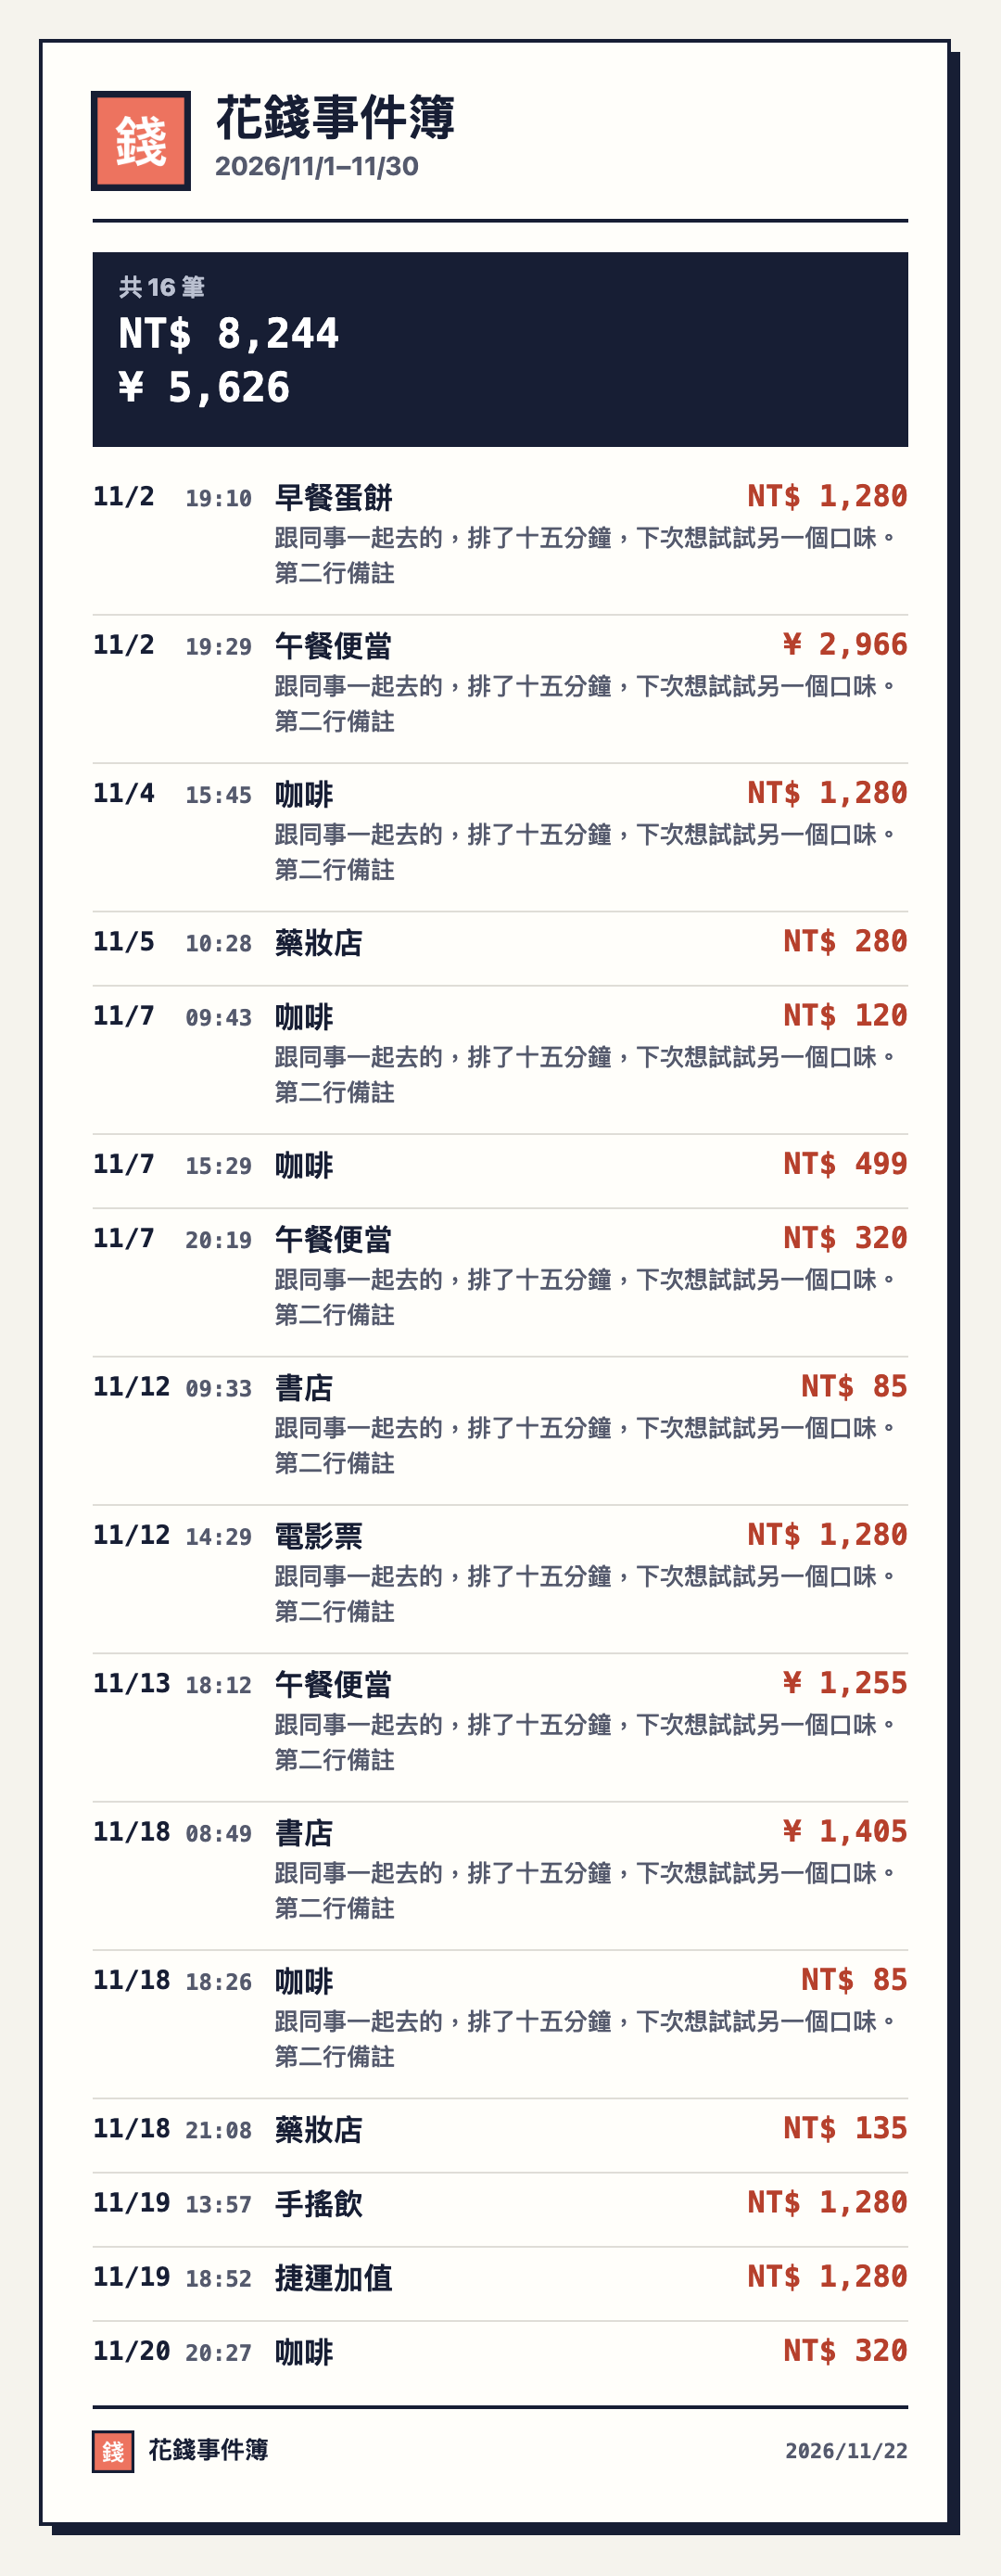 錢
花錢事件簿
2026/11/1–11/30
共 16 筆
NT$ 8,244
¥ 5,626
11/2 19:10 早餐蛋餅 NT$ 1,280
跟同事一起去的，排了十五分鐘，下次想試試另一個口味。
第二行備註
11/2 19:29 午餐便當 ¥ 2,966
跟同事一起去的，排了十五分鐘，下次想試試另一個口味。
第二行備註
11/4 15:45 咖啡 NT$ 1,280
跟同事一起去的，排了十五分鐘，下次想試試另一個口味。
第二行備註
11/5 10:28 藥妝店 NT$ 280
11/7 09:43 咖啡 NT$ 120
跟同事一起去的，排了十五分鐘，下次想試試另一個口味。
第二行備註
11/7 15:29 咖啡 NT$ 499
11/7 20:19 午餐便當 NT$ 320
跟同事一起去的，排了十五分鐘，下次想試試另一個口味。
第二行備註
11/12 09:33 書店 NT$ 85
跟同事一起去的，排了十五分鐘，下次想試試另一個口味。
第二行備註
11/12 14:29 電影票 NT$ 1,280
跟同事一起去的，排了十五分鐘，下次想試試另一個口味。
第二行備註
11/13 18:12 午餐便當 ¥ 1,255
跟同事一起去的，排了十五分鐘，下次想試試另一個口味。
第二行備註
11/18 08:49 書店 ¥ 1,405
跟同事一起去的，排了十五分鐘，下次想試試另一個口味。
第二行備註
11/18 18:26 咖啡 NT$ 85
跟同事一起去的，排了十五分鐘，下次想試試另一個口味。
第二行備註
11/18 21:08 藥妝店 NT$ 135
11/19 13:57 手搖飲 NT$ 1,280
11/19 18:52 捷運加值 NT$ 1,280
11/20 20:27 咖啡 NT$ 320
錢 花錢事件簿 2026/11/22